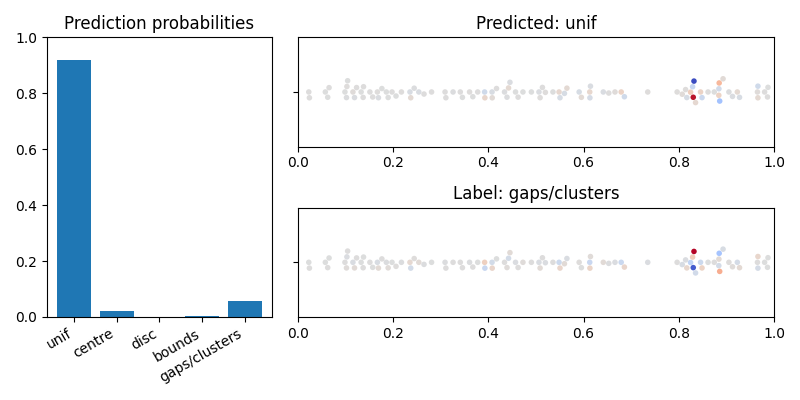 Prediction probabilities
1.0
0.8
0.6
0.4
0.2
0.0
unif
centre
disc
bounds
gaps/clusters
Predicted: unif
0.0 0.2 0.4 0.6 0.8 1.0
Label: gaps/clusters
0.0 0.2 0.4 0.6 0.8 1.0